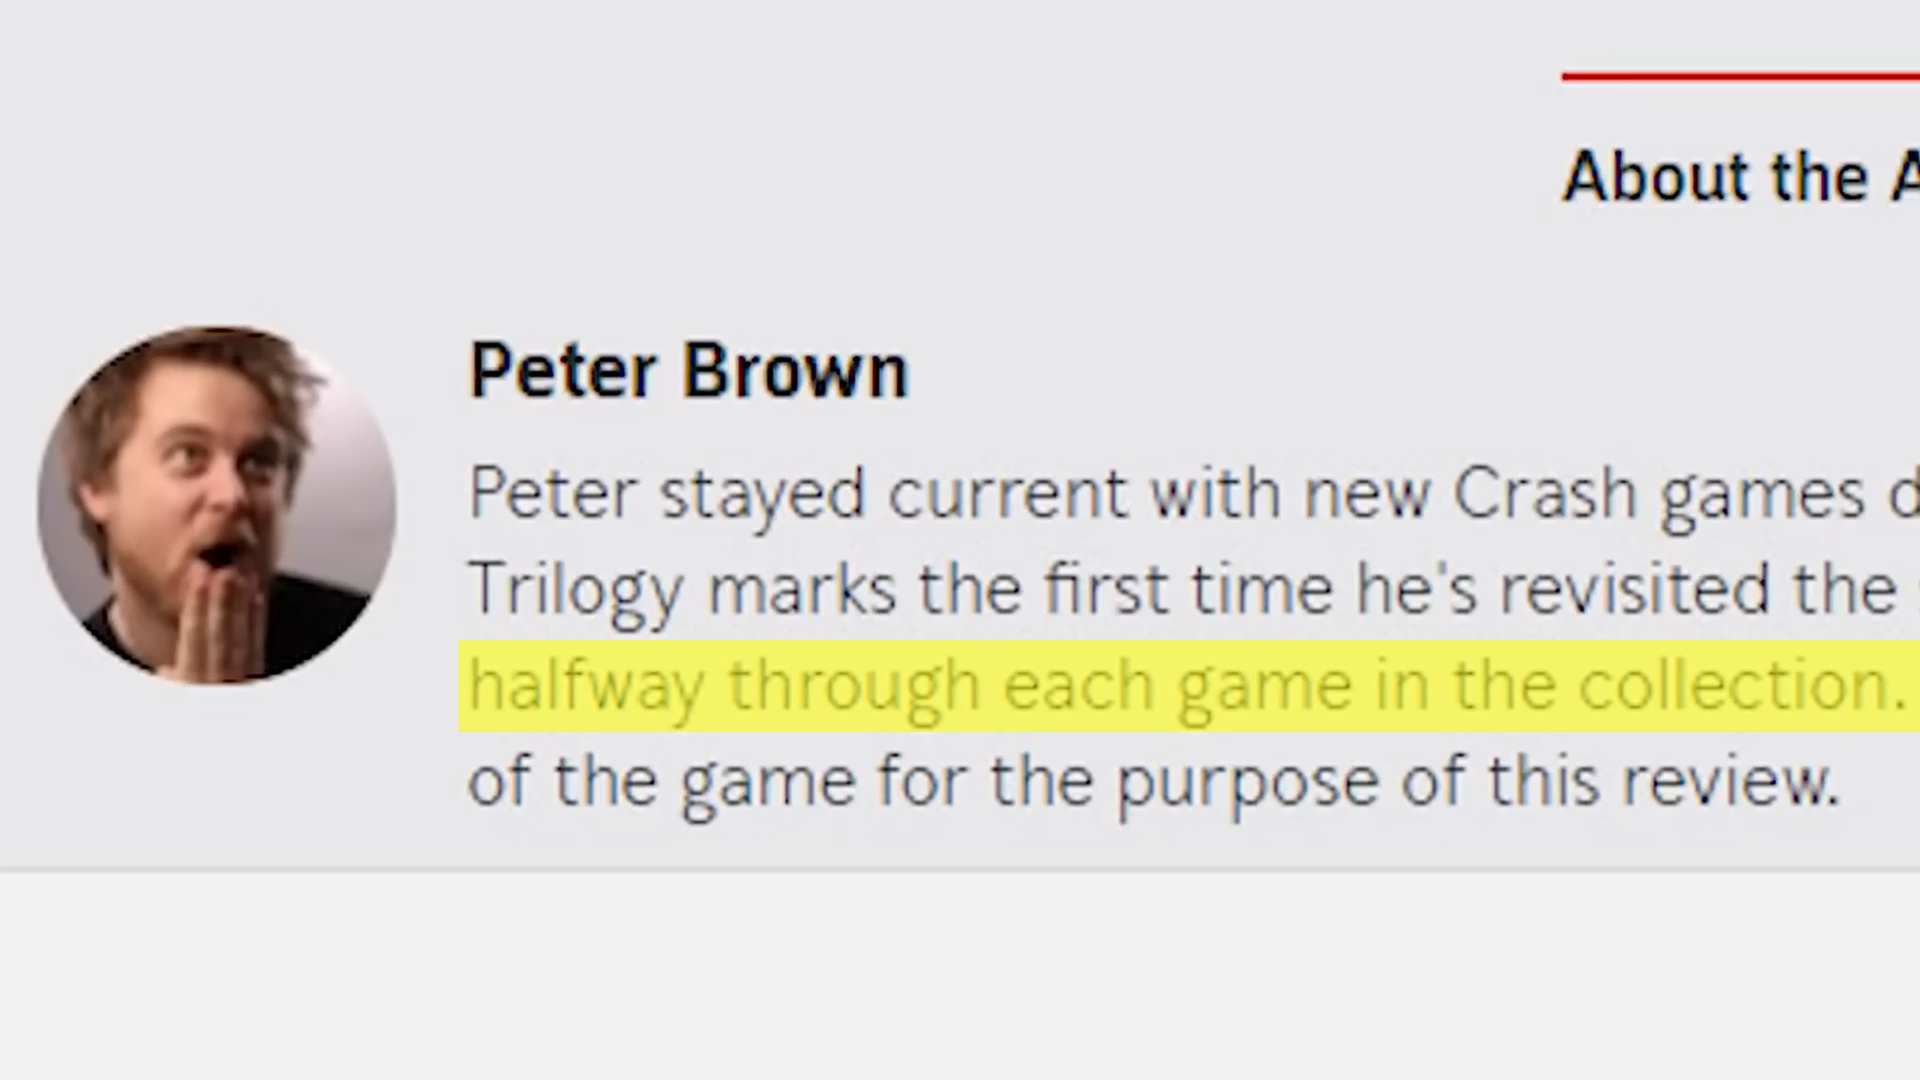 About the
Peter Brown
Peter stayed current with new Crash games
Trilogy marks the first time he's revisited the
halfway through each game in the collection.
of the game for the purpose of this review.